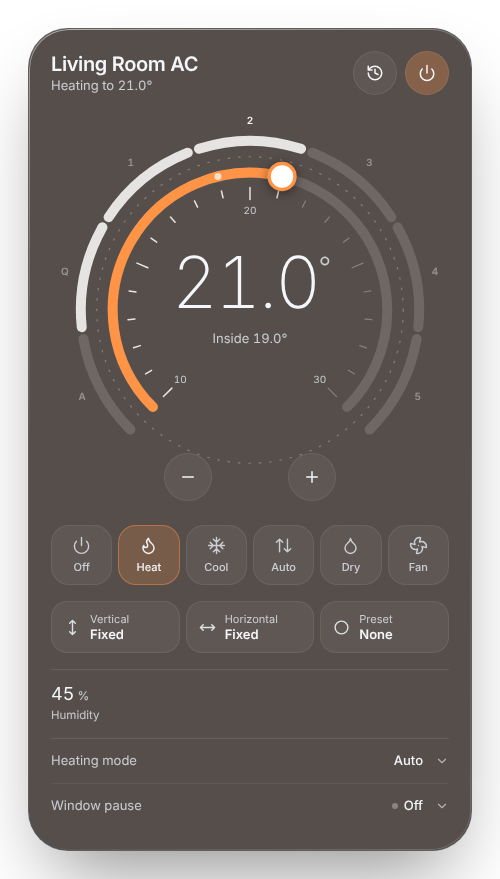 Living Room AC
Heating to 21.0°
2
1
3
20
Q
4
21.0°
Inside 19.0°
10
30
A
5
−
+
Off
Heat
Cool
Auto
Dry
Fan
Vertical
Fixed
Horizontal
Fixed
Preset
None
45 %
Humidity
Heating mode
Auto
Window pause
Off